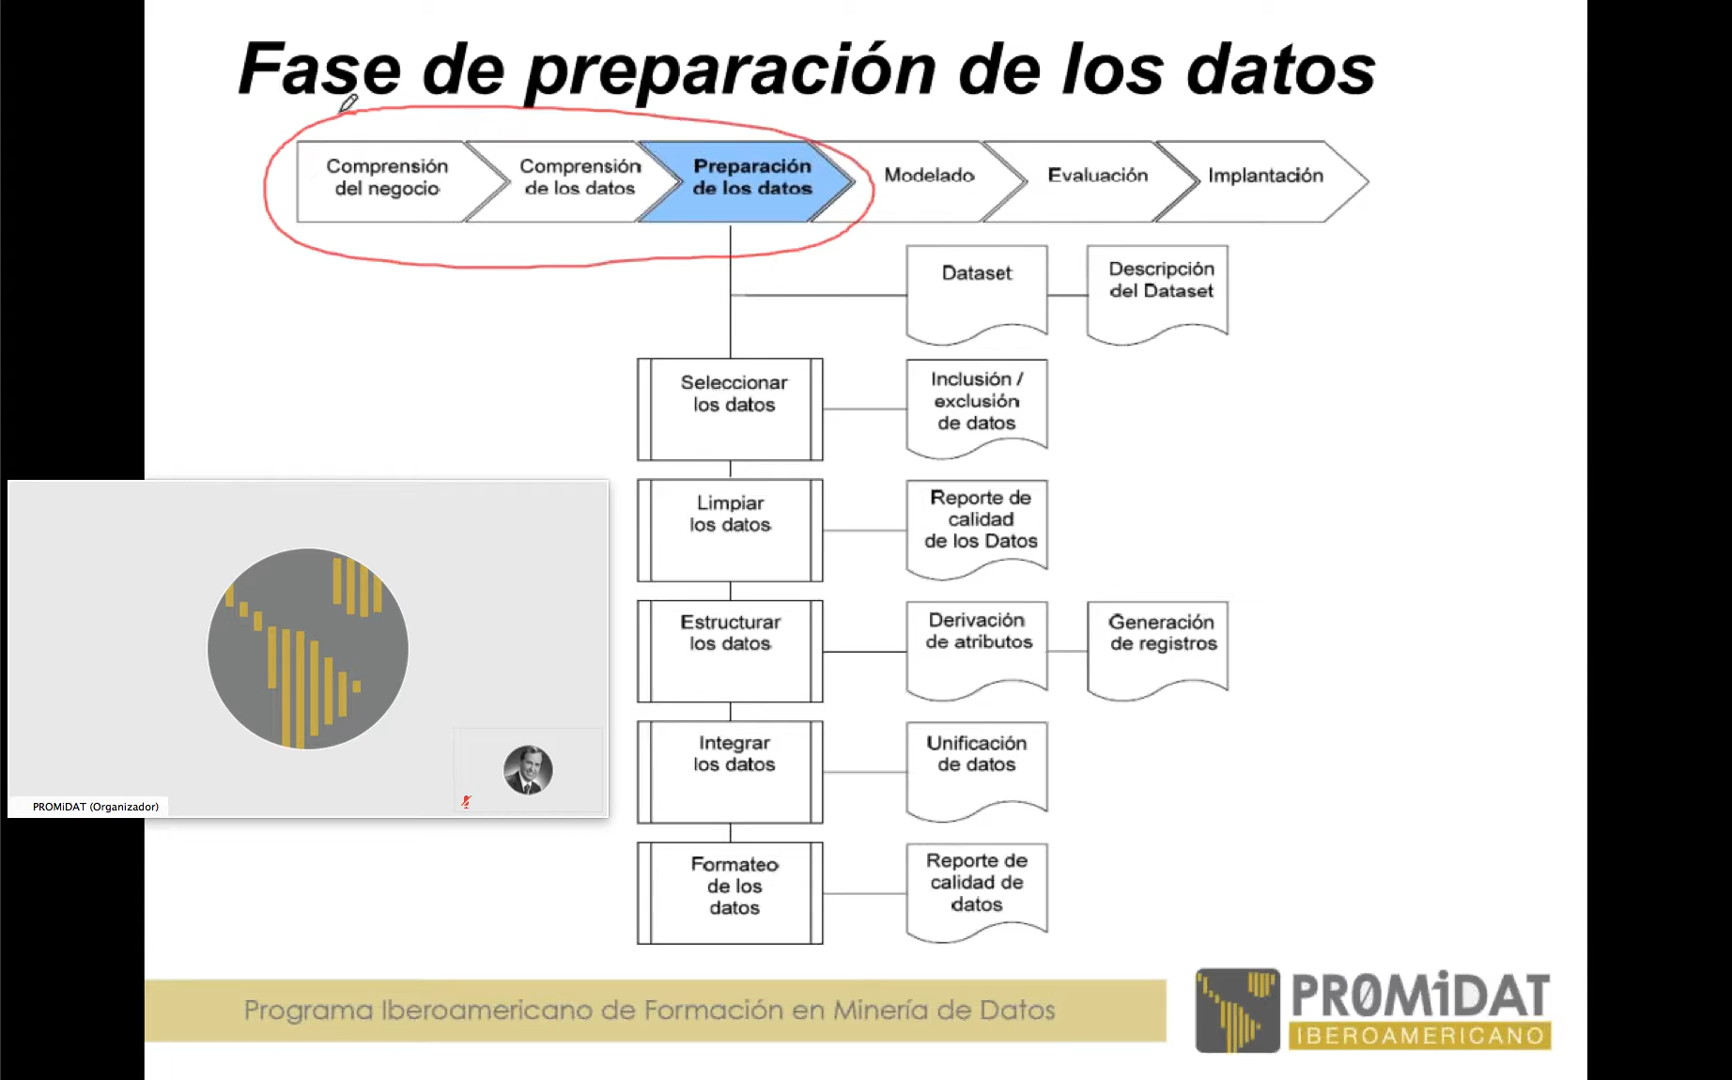 Fase de preparación de los datos
Comprensión
del negocio
Comprensión
de los datos
Preparación
de los datos
Modelado
Evaluación
Implantación
Dataset
Descripción
del Dataset
Seleccionar
los datos
Inclusión /
exclusión
de datos
Limpiar
los datos
Reporte de
calidad
de los Datos
Estructurar
los datos
Derivación
de atributos
Generación
de registros
Integrar
los datos
Unificación
de datos
Formateo
de los
datos
Reporte de
calidad de
datos
PROMiDAT (Organizador)
Programa Iberoamericano de Formación en Minería de Datos
PR0MiDAT
IBEROAMERICANO